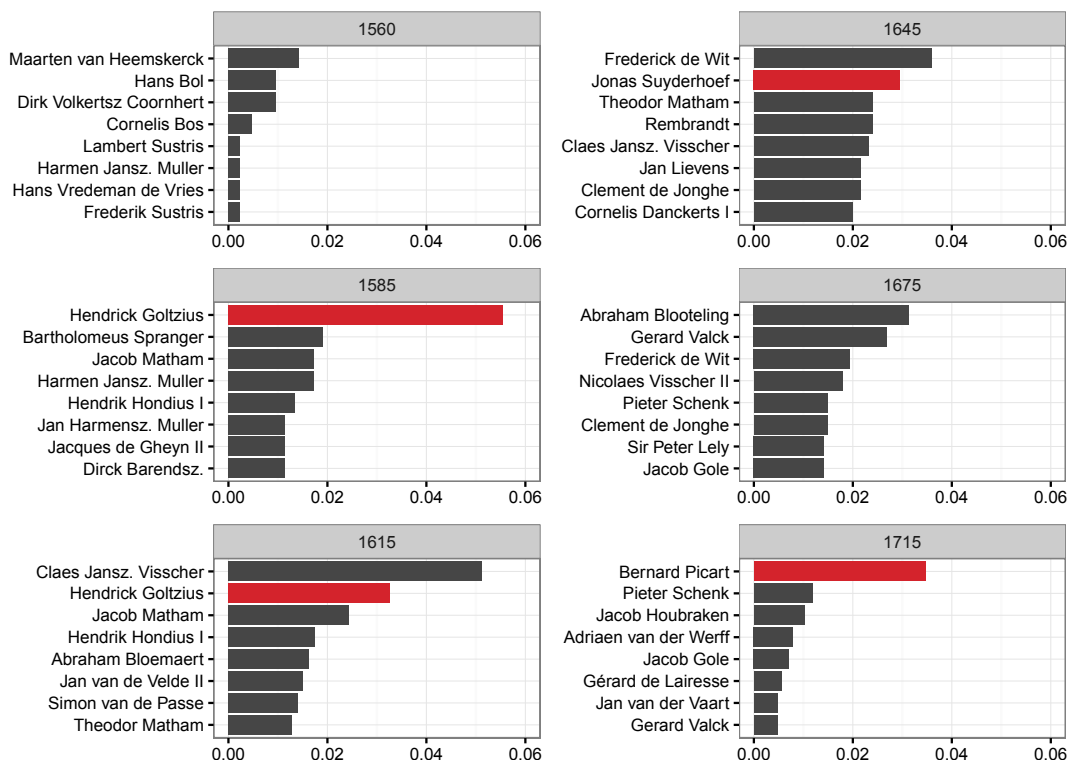 1560
Maarten van Heemskerck
Hans Bol
Dirk Volkertsz Coornhert
Cornelis Bos
Lambert Sustris
Harmen Jansz. Muller
Hans Vredeman de Vries
Frederik Sustris
0.00 0.02 0.04 0.06
1645
Frederick de Wit
Jonas Suyderhoef
Theodor Matham
Rembrandt
Claes Jansz. Visscher
Jan Lievens
Clement de Jonghe
Cornelis Danckerts I
0.00 0.02 0.04 0.06
1585
Hendrick Goltzius
Bartholomeus Spranger
Jacob Matham
Harmen Jansz. Muller
Hendrik Hondius I
Jan Harmensz. Muller
Jacques de Gheyn II
Dirck Barendsz.
0.00 0.02 0.04 0.06
1675
Abraham Blooteling
Gerard Valck
Frederick de Wit
Nicolaes Visscher II
Pieter Schenk
Clement de Jonghe
Sir Peter Lely
Jacob Gole
0.00 0.02 0.04 0.06
1615
Claes Jansz. Visscher
Hendrick Goltzius
Jacob Matham
Hendrik Hondius I
Abraham Bloemaert
Jan van de Velde II
Simon van de Passe
Theodor Matham
0.00 0.02 0.04 0.06
1715
Bernard Picart
Pieter Schenk
Jacob Houbraken
Adriaen van der Werff
Jacob Gole
Gérard de Lairesse
Jan van der Vaart
Gerard Valck
0.00 0.02 0.04 0.06